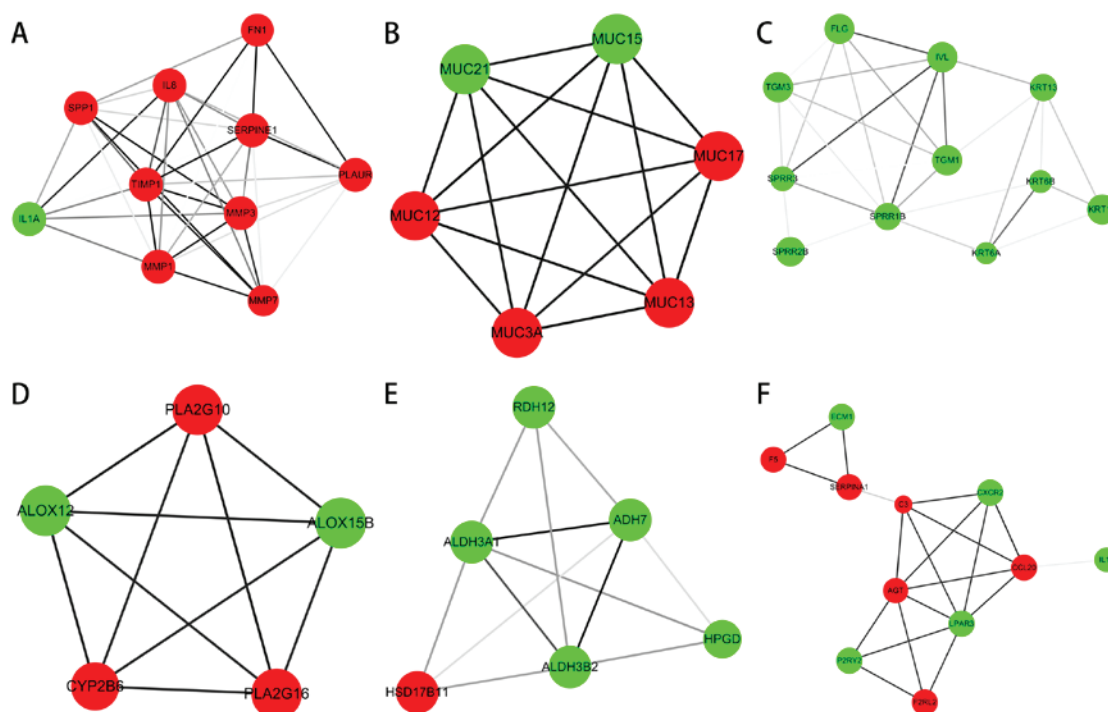 A
FN1
IL8
SPP1
SERPINE1
PLAUR
TIMP1
MMP3
IL1A
MMP1
MMP7
B
MUC15
MUC21
MUC17
MUC12
MUC13
MUC3A
C
FLG
IVL
TGM3
KRT13
TGM1
SPRR3
KRT6B
SPRR1B
SPRR2B
KRT6A
D
PLA2G10
ALOX12
ALOX15B
CYP2B6
PLA2G16
E
RDH12
ADH7
ALDH3A1
HPGD
ALDH3B2
HSD17B11
F
ECM1
F5
SERPINA1
C3
CXCR2
CCL20
AGT
LPAR3
P2RY2
F2RL2